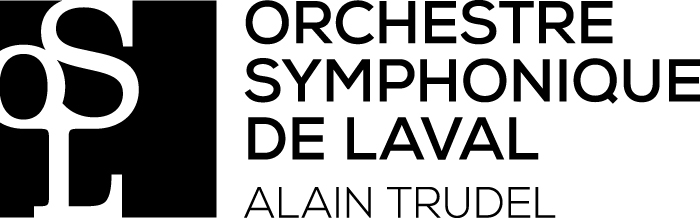 OSL
ORCHESTRE
SYMPHONIQUE
DE LAVAL
ALAIN TRUDEL